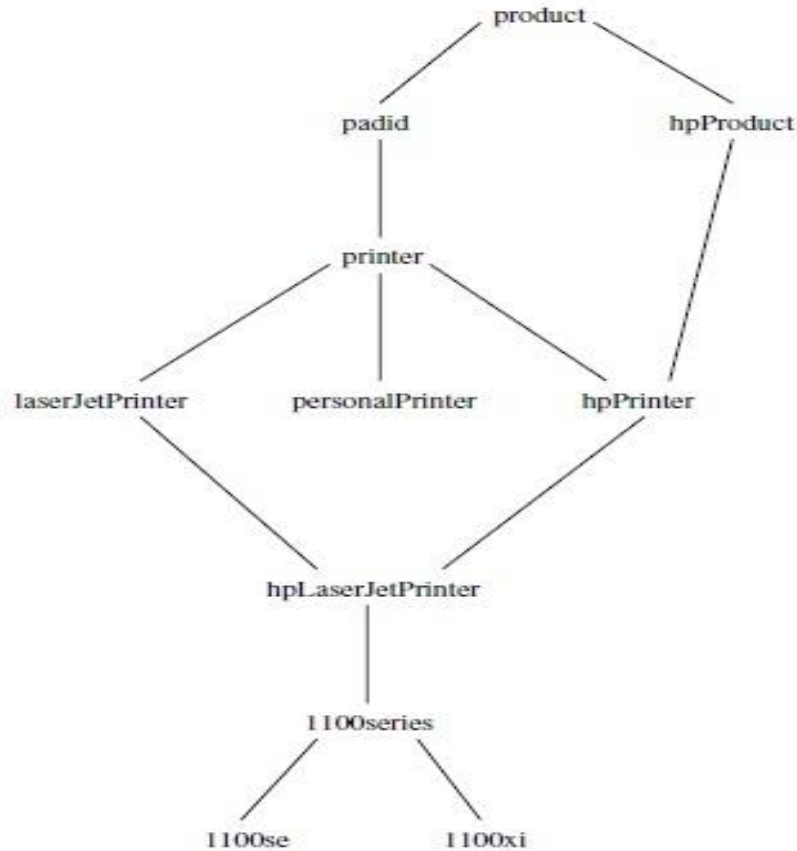 product
padid hpProduct
printer
laserJetPrinter personalPrinter hpPrinter
hpLaserJetPrinter
1100series
1100se 1100xi